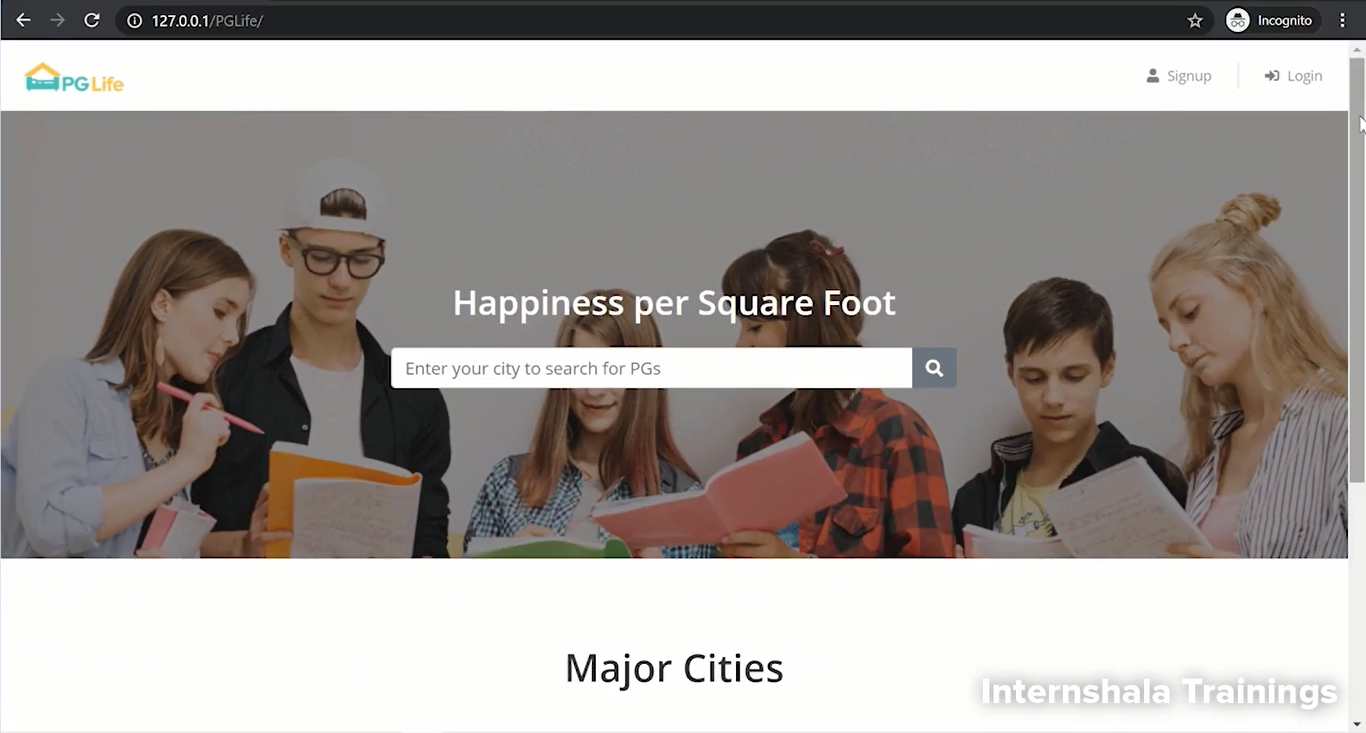 127.0.0.1/PGLife/
Incognito
PG Life
Signup
Login
Happiness per Square Foot
Enter your city to search for PGs
Major Cities
Internshala Trainings